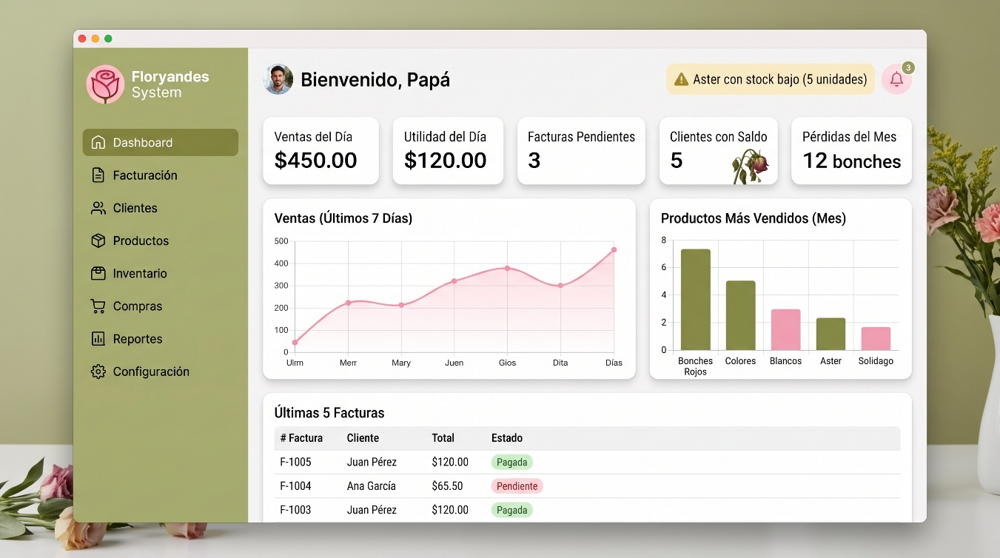 Floryandes
System
Dashboard
Facturación
Clientes
Productos
Inventario
Compras
Reportes
Configuración
Bienvenido, Papá
Aster con stock bajo (5 unidades)
3
Ventas del Día
$450.00
Utilidad del Día
$120.00
Facturas Pendientes
3
Clientes con Saldo
5
Pérdidas del Mes
12 bonches
Ventas (Últimos 7 Días)
500
400
300
200
100
0
Ulrm Merr Mary Juen Gios Dita Días
Productos Más Vendidos (Mes)
8
6
4
2
0
Bonches Colores Blancos Aster Solidago
Rojos
Últimas 5 Facturas
# Factura Cliente Total Estado
F-1005 Juan Pérez $120.00 Pagada
F-1004 Ana García $65.50 Pendiente
F-1003 Juan Pérez $120.00 Pagada